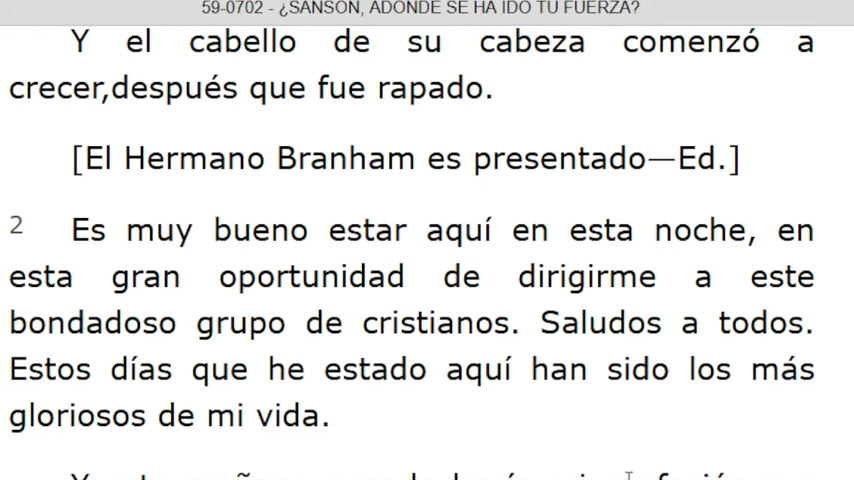 59-0702 - ¿SANSÓN, ADÓNDE SE HA IDO TU FUERZA?
Y el cabello de su cabeza comenzó a
crecer,después que fue rapado.
[El Hermano Branham es presentado—Ed.]
2 Es muy bueno estar aquí en esta noche, en
esta gran oportunidad de dirigirme a este
bondadoso grupo de cristianos. Saludos a todos.
Estos días que he estado aquí han sido los más
gloriosos de mi vida.